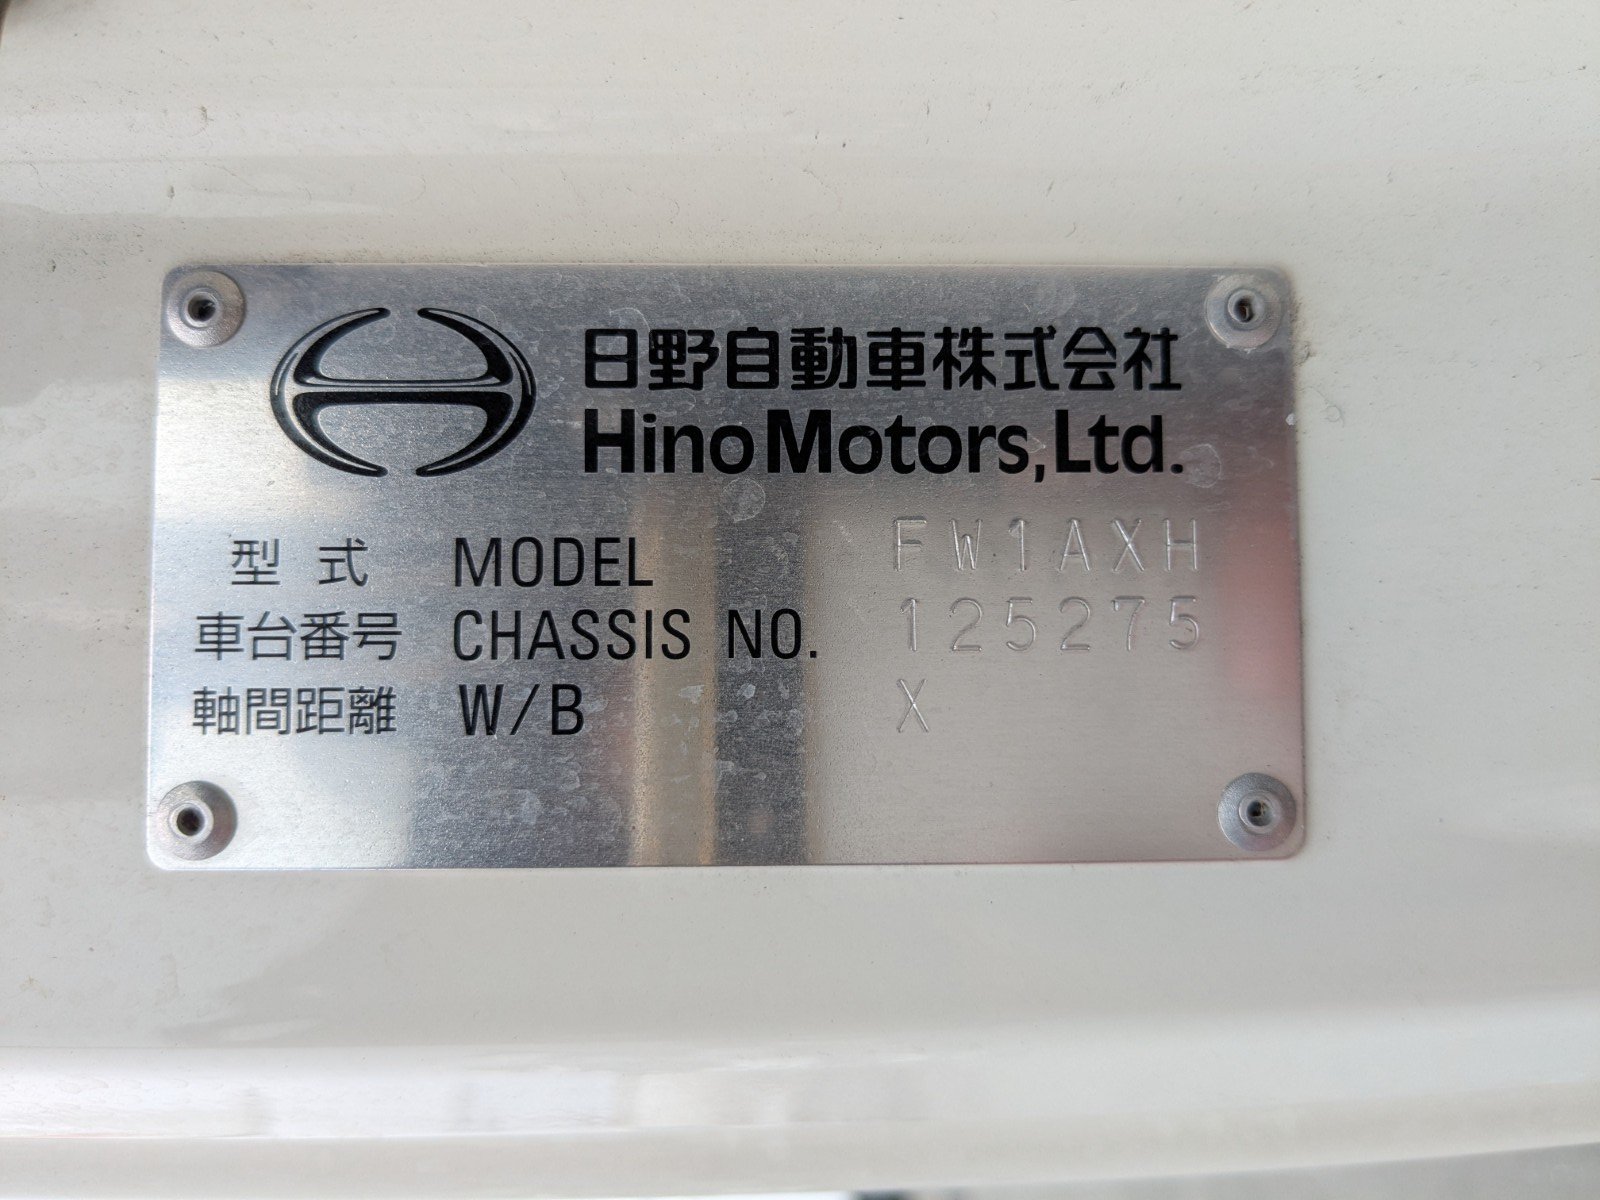 日野自動車株式会社
Hino Motors, Ltd.
型 式 MODEL FW1AXH
車台番号 CHASSIS NO. 125275
軸間距離 W/B X